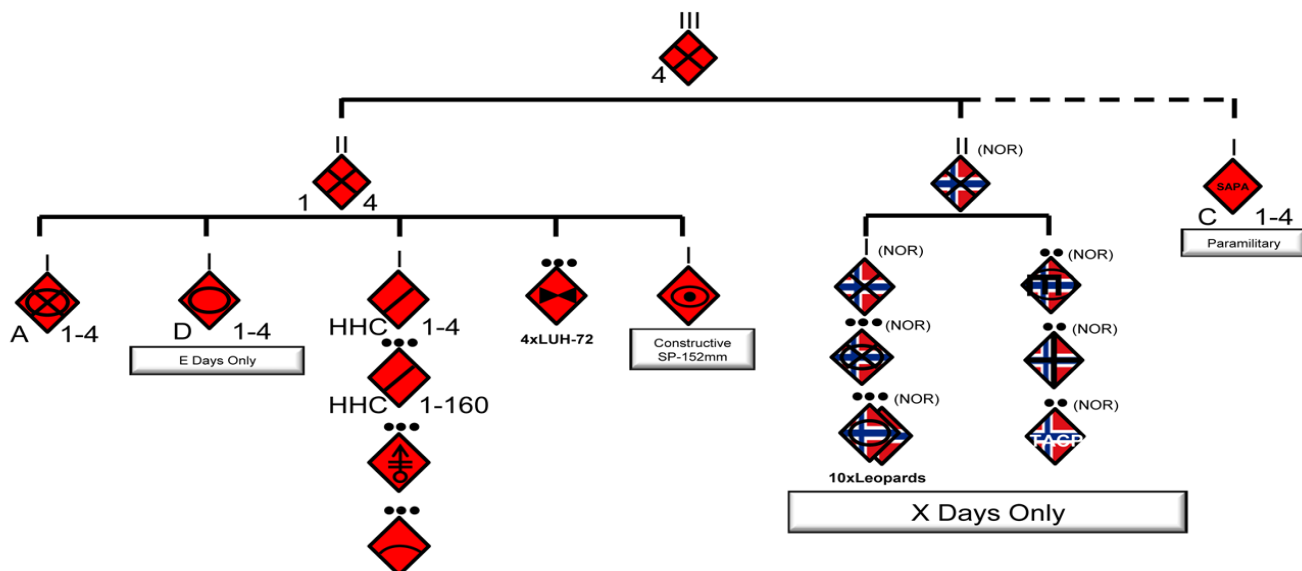 III
4
II
1 4
II (NOR)
I
SAPA
C 1-4
Paramilitary
I
A 1-4
I
D 1-4
E Days Only
I
HHC 1-4
HHC 1-160
4xLUH-72
I
Constructive
SP-152mm
I (NOR)
(NOR)
(NOR)
10xLeopards
(NOR)
(NOR)
(NOR)
TACP
X Days Only